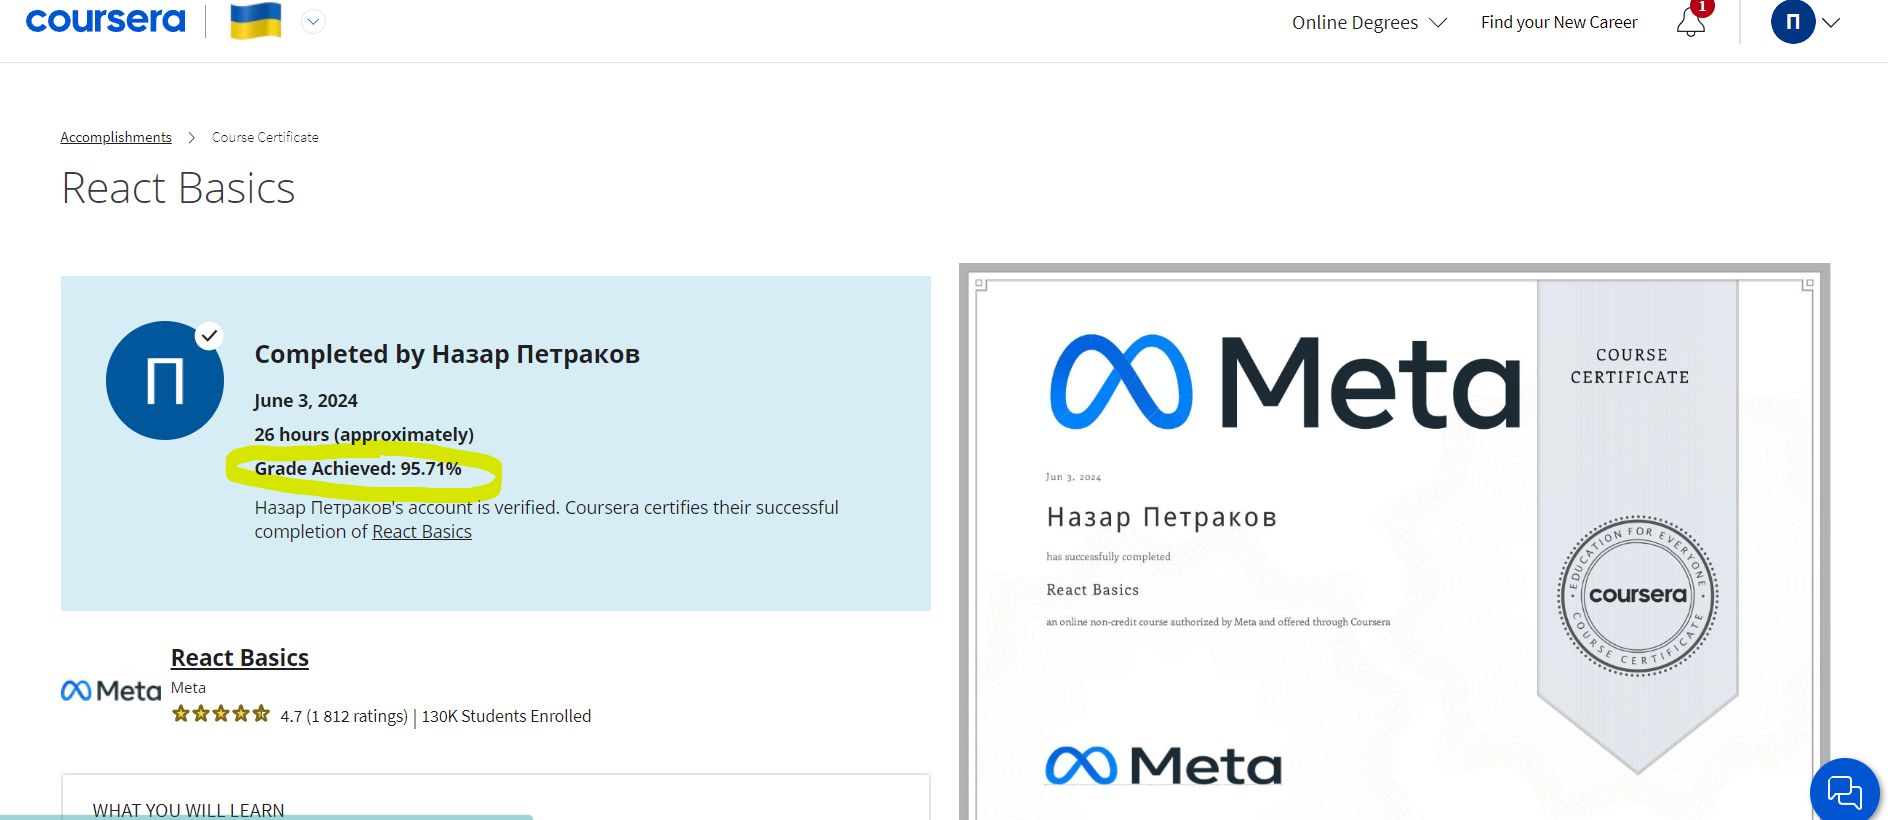 coursera
Online Degrees
Find your New Career
1
П
Accomplishments
Course Certificate
React Basics
П
Completed by Назар Петраков
June 3, 2024
26 hours (approximately)
Grade Achieved: 95.71%
Назар Петраков's account is verified. Coursera certifies their successful
completion of React Basics
React Basics
Meta
Meta
4.7 (1 812 ratings) | 130K Students Enrolled
WHAT YOU WILL LEARN
Meta
COURSE
CERTIFICATE
Jun 3, 2024
Назар Петраков
has successfully completed
React Basics
an online non-credit course authorized by Meta and offered through Coursera
EDUCATION FOR EVERYONE
coursera
COURSE CERTIFICATE
Meta